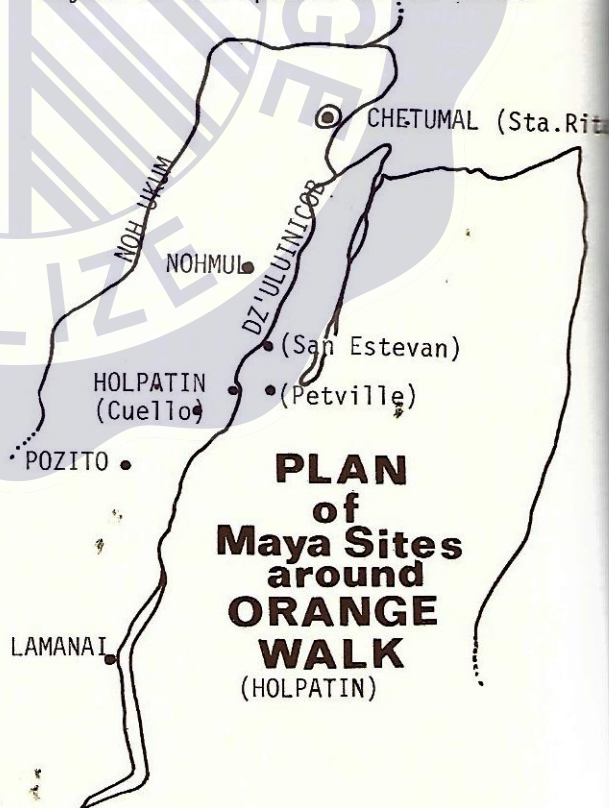 CHETUMAL (Sta.Rit
NOH UKUM
DZ'ULUINICOB
NOHMUL
(San Estevan)
HOLPATIN
(Cuello)
(Petville)
POZITO
PLAN
of
Maya Sites
around
ORANGE
WALK
(HOLPATIN)
LAMANAI